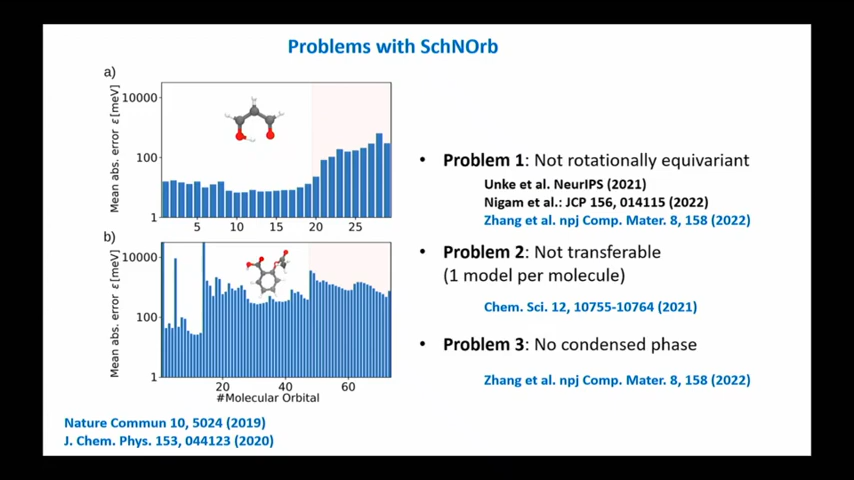 Problems with SchNOrb
a)
Mean abs. error ε [meV]
10000
100
1
5
10
15
20
25
b)
Mean abs. error ε [meV]
10000
100
1
20
40
60
#Molecular Orbital
Nature Commun 10, 5024 (2019)
J. Chem. Phys. 153, 044123 (2020)
• Problem 1: Not rotationally equivariant
Unke et al. NeurIPS (2021)
Nigam et al.: JCP 156, 014115 (2022)
Zhang et al. npj Comp. Mater. 8, 158 (2022)
• Problem 2: Not transferable
(1 model per molecule)
Chem. Sci. 12, 10755-10764 (2021)
• Problem 3: No condensed phase
Zhang et al. npj Comp. Mater. 8, 158 (2022)